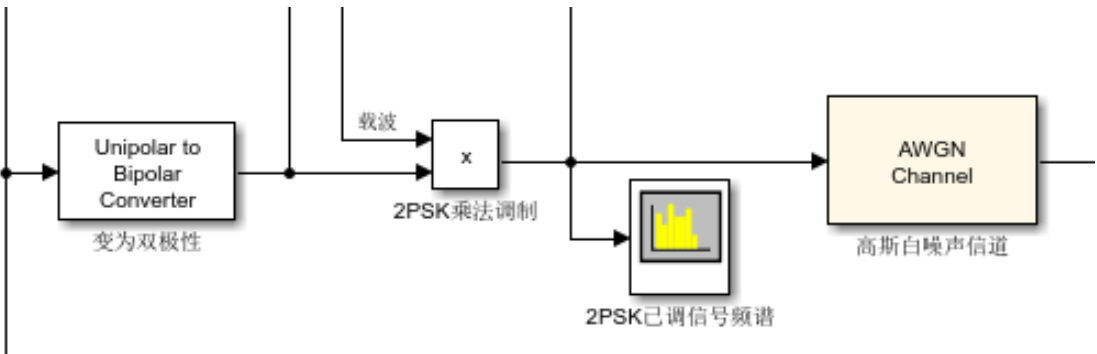 载波
Unipolar to
Bipolar
Converter
变为双极性
x
2PSK乘法调制
AWGN
Channel
高斯白噪声信道
2PSK已调信号频谱